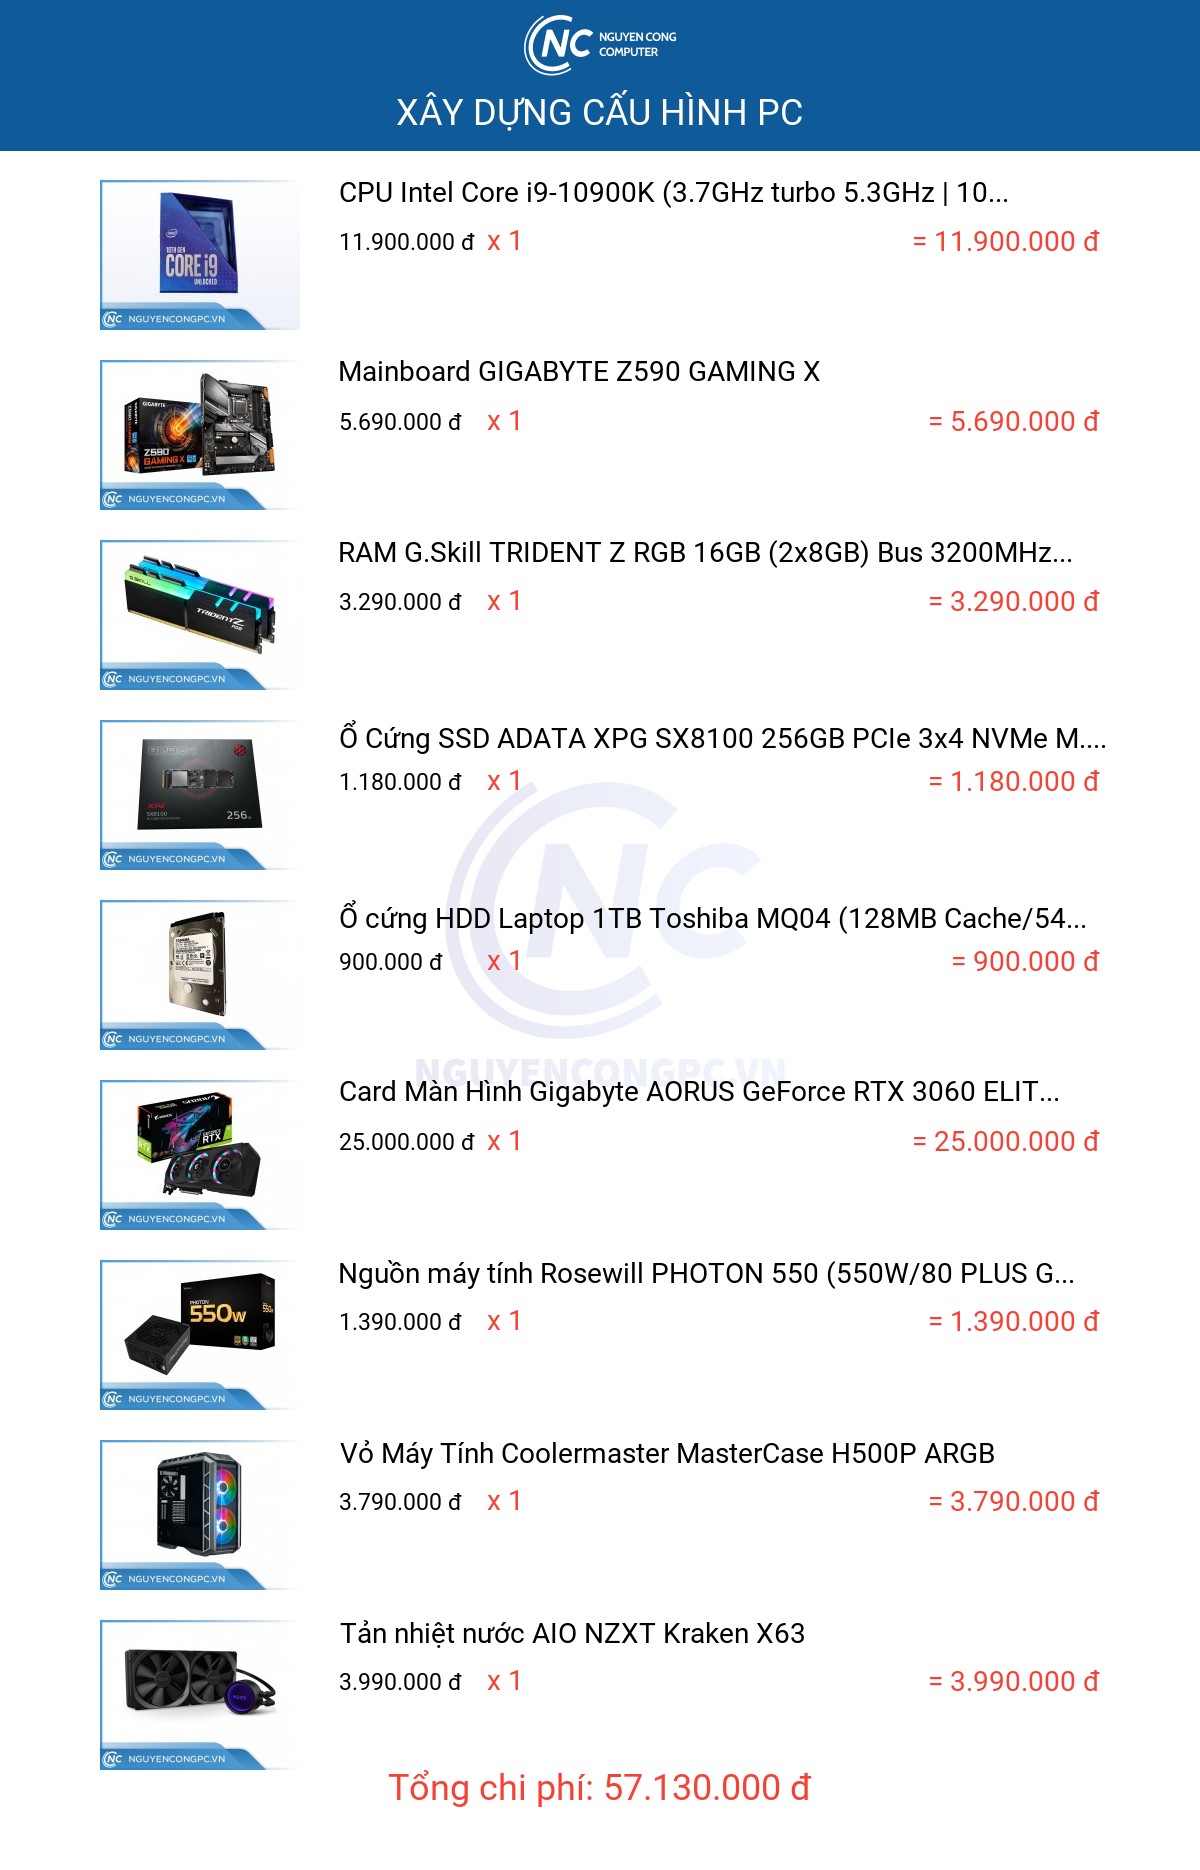 NC NGUYEN CONG
COMPUTER
XÂY DỰNG CẤU HÌNH PC
CPU Intel Core i9-10900K (3.7GHz turbo 5.3GHz | 10...
11.900.000 đ x 1 = 11.900.000 đ
intel
10TH GEN
CORE i9
UNLOCKED
NC NGUYENCONGPC.VN
Mainboard GIGABYTE Z590 GAMING X
5.690.000 đ x 1 = 5.690.000 đ
GIGABYTE
Z590
GAMING X
NC NGUYENCONGPC.VN
RAM G.Skill TRIDENT Z RGB 16GB (2x8GB) Bus 3200MHz...
3.290.000 đ x 1 = 3.290.000 đ
G.SKILL
TRIDENT Z
RGB
NC NGUYENCONGPC.VN
Ổ Cứng SSD ADATA XPG SX8100 256GB PCIe 3x4 NVMe M....
1.180.000 đ x 1 = 1.180.000 đ
XPG
SX8100
256
NC NGUYENCONGPC.VN
NC
Ổ cứng HDD Laptop 1TB Toshiba MQ04 (128MB Cache/54...
900.000 đ x 1 = 900.000 đ
NC NGUYENCONGPC.VN
NGUYENCONGPC.VN
Card Màn Hình Gigabyte AORUS GeForce RTX 3060 ELIT...
25.000.000 đ x 1 = 25.000.000 đ
AORUS
GEFORCE
RTX
NC NGUYENCONGPC.VN
Nguồn máy tính Rosewill PHOTON 550 (550W/80 PLUS G...
1.390.000 đ x 1 = 1.390.000 đ
PHOTON
550W
550W
NC NGUYENCONGPC.VN
Vỏ Máy Tính Coolermaster MasterCase H500P ARGB
3.790.000 đ x 1 = 3.790.000 đ
NC NGUYENCONGPC.VN
Tản nhiệt nước AIO NZXT Kraken X63
3.990.000 đ x 1 = 3.990.000 đ
NZXT
NC NGUYENCONGPC.VN
Tổng chi phí: 57.130.000 đ